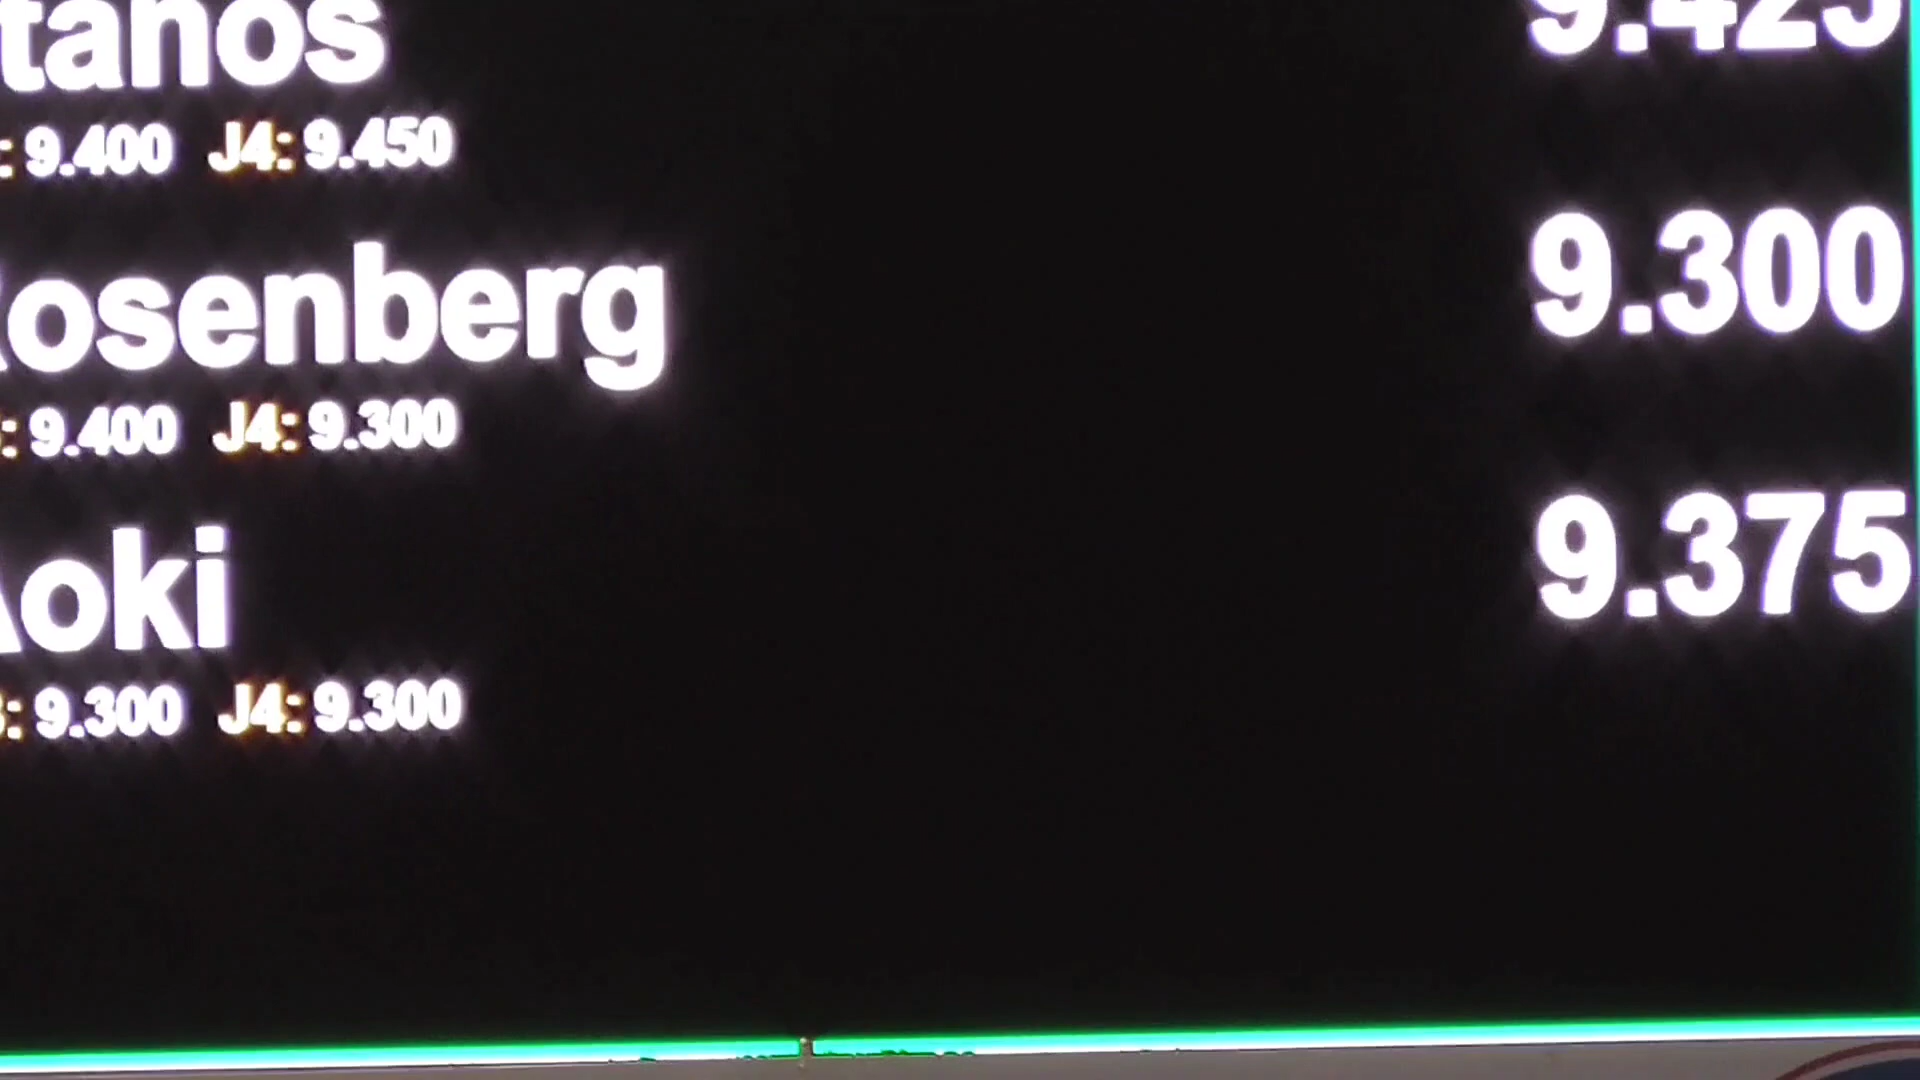 tanos 9.425
: 9.400 J4: 9.450
Rosenberg 9.300
: 9.400 J4: 9.300
Aoki 9.375
3: 9.300 J4: 9.300